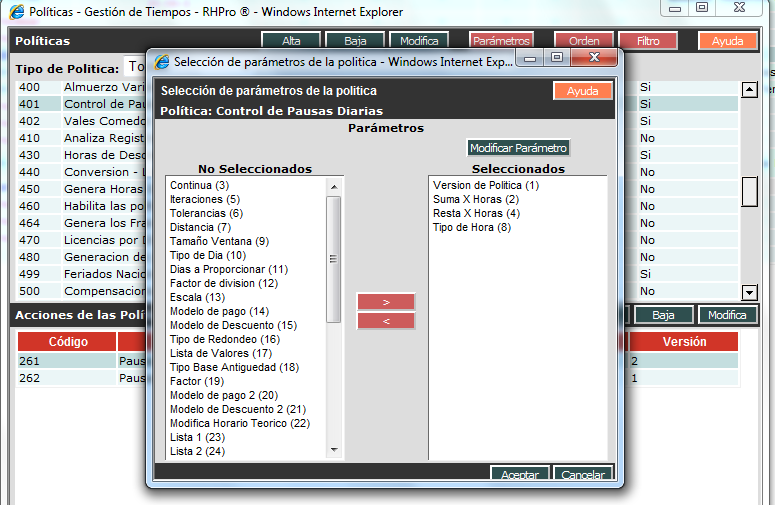 Políticas - Gestión de Tiempos - RHPro ® - Windows Internet Explorer
Políticas
Alta
Baja
Modifica
Parámetros
Orden
Filtro
Ayuda
Tipo de Politica: To
400 Almuerzo Vari
Si
401 Control de Pau
Si
402 Vales Comedo
Si
410 Analiza Regist
No
430 Horas de Desc
Si
440 Conversion - D
No
450 Genera Horas
No
460 Habilita las po
No
464 Genera los Fra
No
470 Licencias por D
No
480 Generacion de
No
499 Feriados Nacio
Si
500 Compensacion
No
Acciones de las Polít
Baja
Modifica
Código
Versión
261 Paus
2
262 Paus
1
Selección de parámetros de la politica - Windows Internet Exp...
Selección de parámetros de la politica
Ayuda
Política: Control de Pausas Diarias
Parámetros
Modificar Parámetro
No Seleccionados
Continua (3)
Iteraciones (5)
Tolerancias (6)
Distancia (7)
Tamaño Ventana (9)
Tipo de Dia (10)
Dias a Proporcionar (11)
Factor de division (12)
Escala (13)
Modelo de pago (14)
Modelo de Descuento (15)
Tipo de Redondeo (16)
Lista de Valores (17)
Tipo Base Antiguedad (18)
Factor (19)
Modelo de pago 2 (20)
Modelo de Descuento 2 (21)
Modifica Horario Teorico (22)
Lista 1 (23)
Lista 2 (24)
>
<
Seleccionados
Version de Politica (1)
Suma X Horas (2)
Resta X Horas (4)
Tipo de Hora (8)
Aceptar
Cancelar